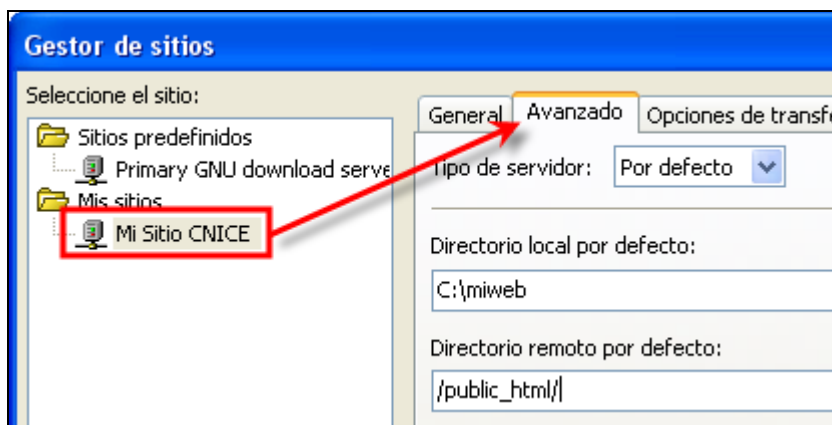 Gestor de sitios
Seleccione el sitio:
Sitios predefinidos
Primary GNU download serve
Mis sitios
Mi Sitio CNICE
General Avanzado Opciones de transfe
Tipo de servidor: Por defecto
Directorio local por defecto:
C:\miweb
Directorio remoto por defecto:
/public_html/